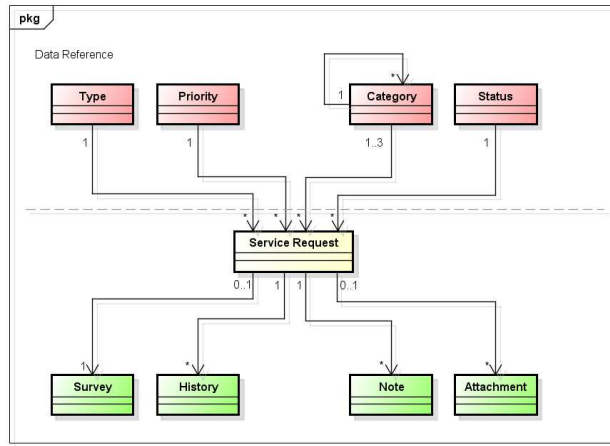 pkg
Data Reference
Type
Priority
Category
Status
1
*
1
1
1..3
1
*
*
*
*
Service Request
0..1
1
1
0..1
1
*
*
*
Survey
History
Note
Attachment